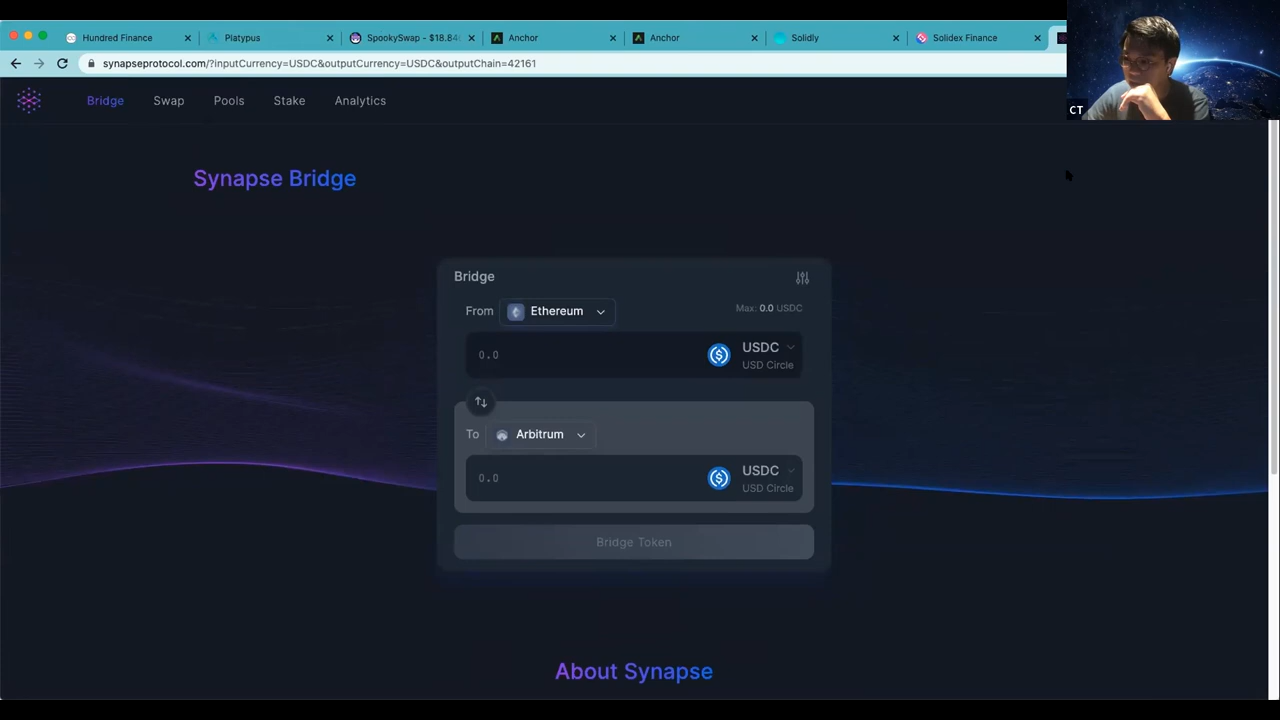 Hundred Finance
Platypus
SpookySwap - $18.84
Anchor
Anchor
Solidly
Solidex Finance
synapseprotocol.com/?inputCurrency=USDC&outputCurrency=USDC&outputChain=42161
CT
Bridge Swap Pools Stake Analytics
Synapse Bridge
Bridge
From Ethereum Max: 0.0 USDC
0.0 USDC
USD Circle
To Arbitrum
0.0 USDC
USD Circle
Bridge Token
About Synapse